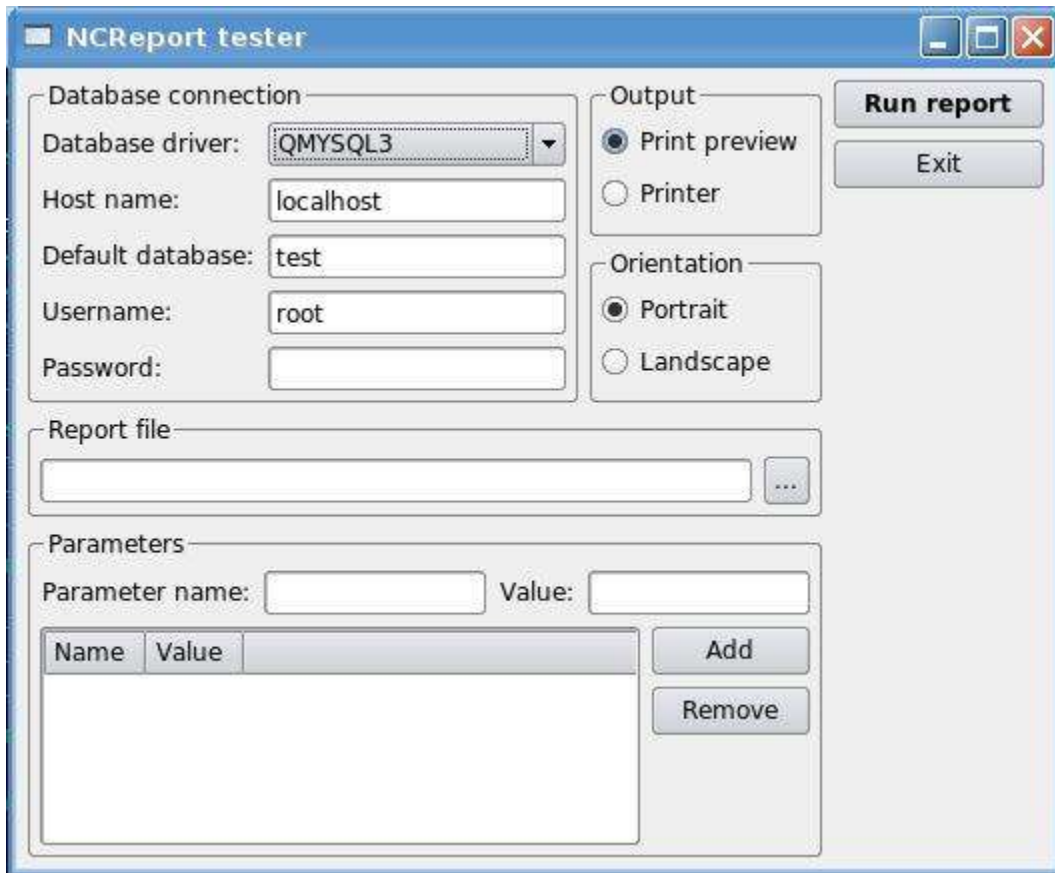 NCReport tester
Database connection
Database driver: QMYSQL3
Host name: localhost
Default database: test
Username: root
Password:
Output
Print preview
Printer
Orientation
Portrait
Landscape
Run report
Exit
Report file
...
Parameters
Parameter name: Value:
Name Value
Add
Remove